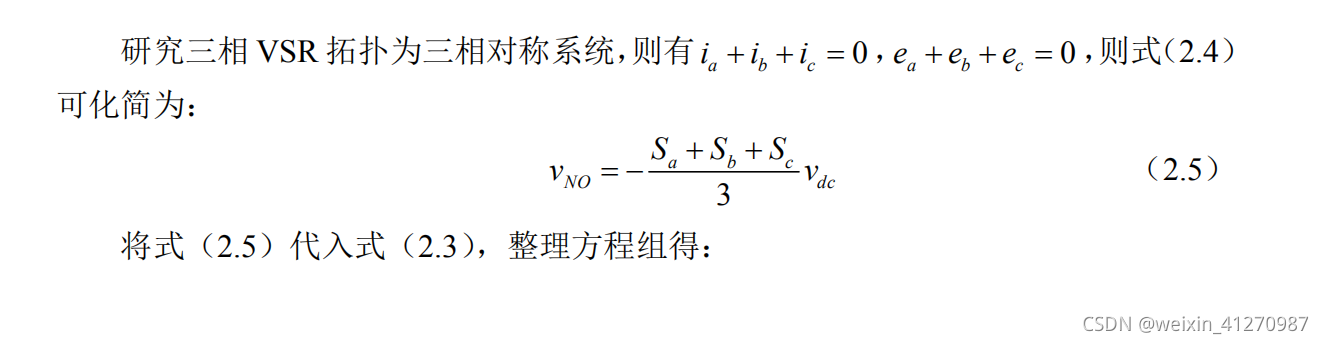 研究三相 VSR 拓扑为三相对称系统，则有 i_a + i_b + i_c = 0，e_a + e_b + e_c = 0，则式（2.4）
可化简为：
v_{NO} = -\frac{S_a + S_b + S_c}{3} v_{dc} （2.5）
将式（2.5）代入式（2.3），整理方程组得：
CSDN @weixin_41270987